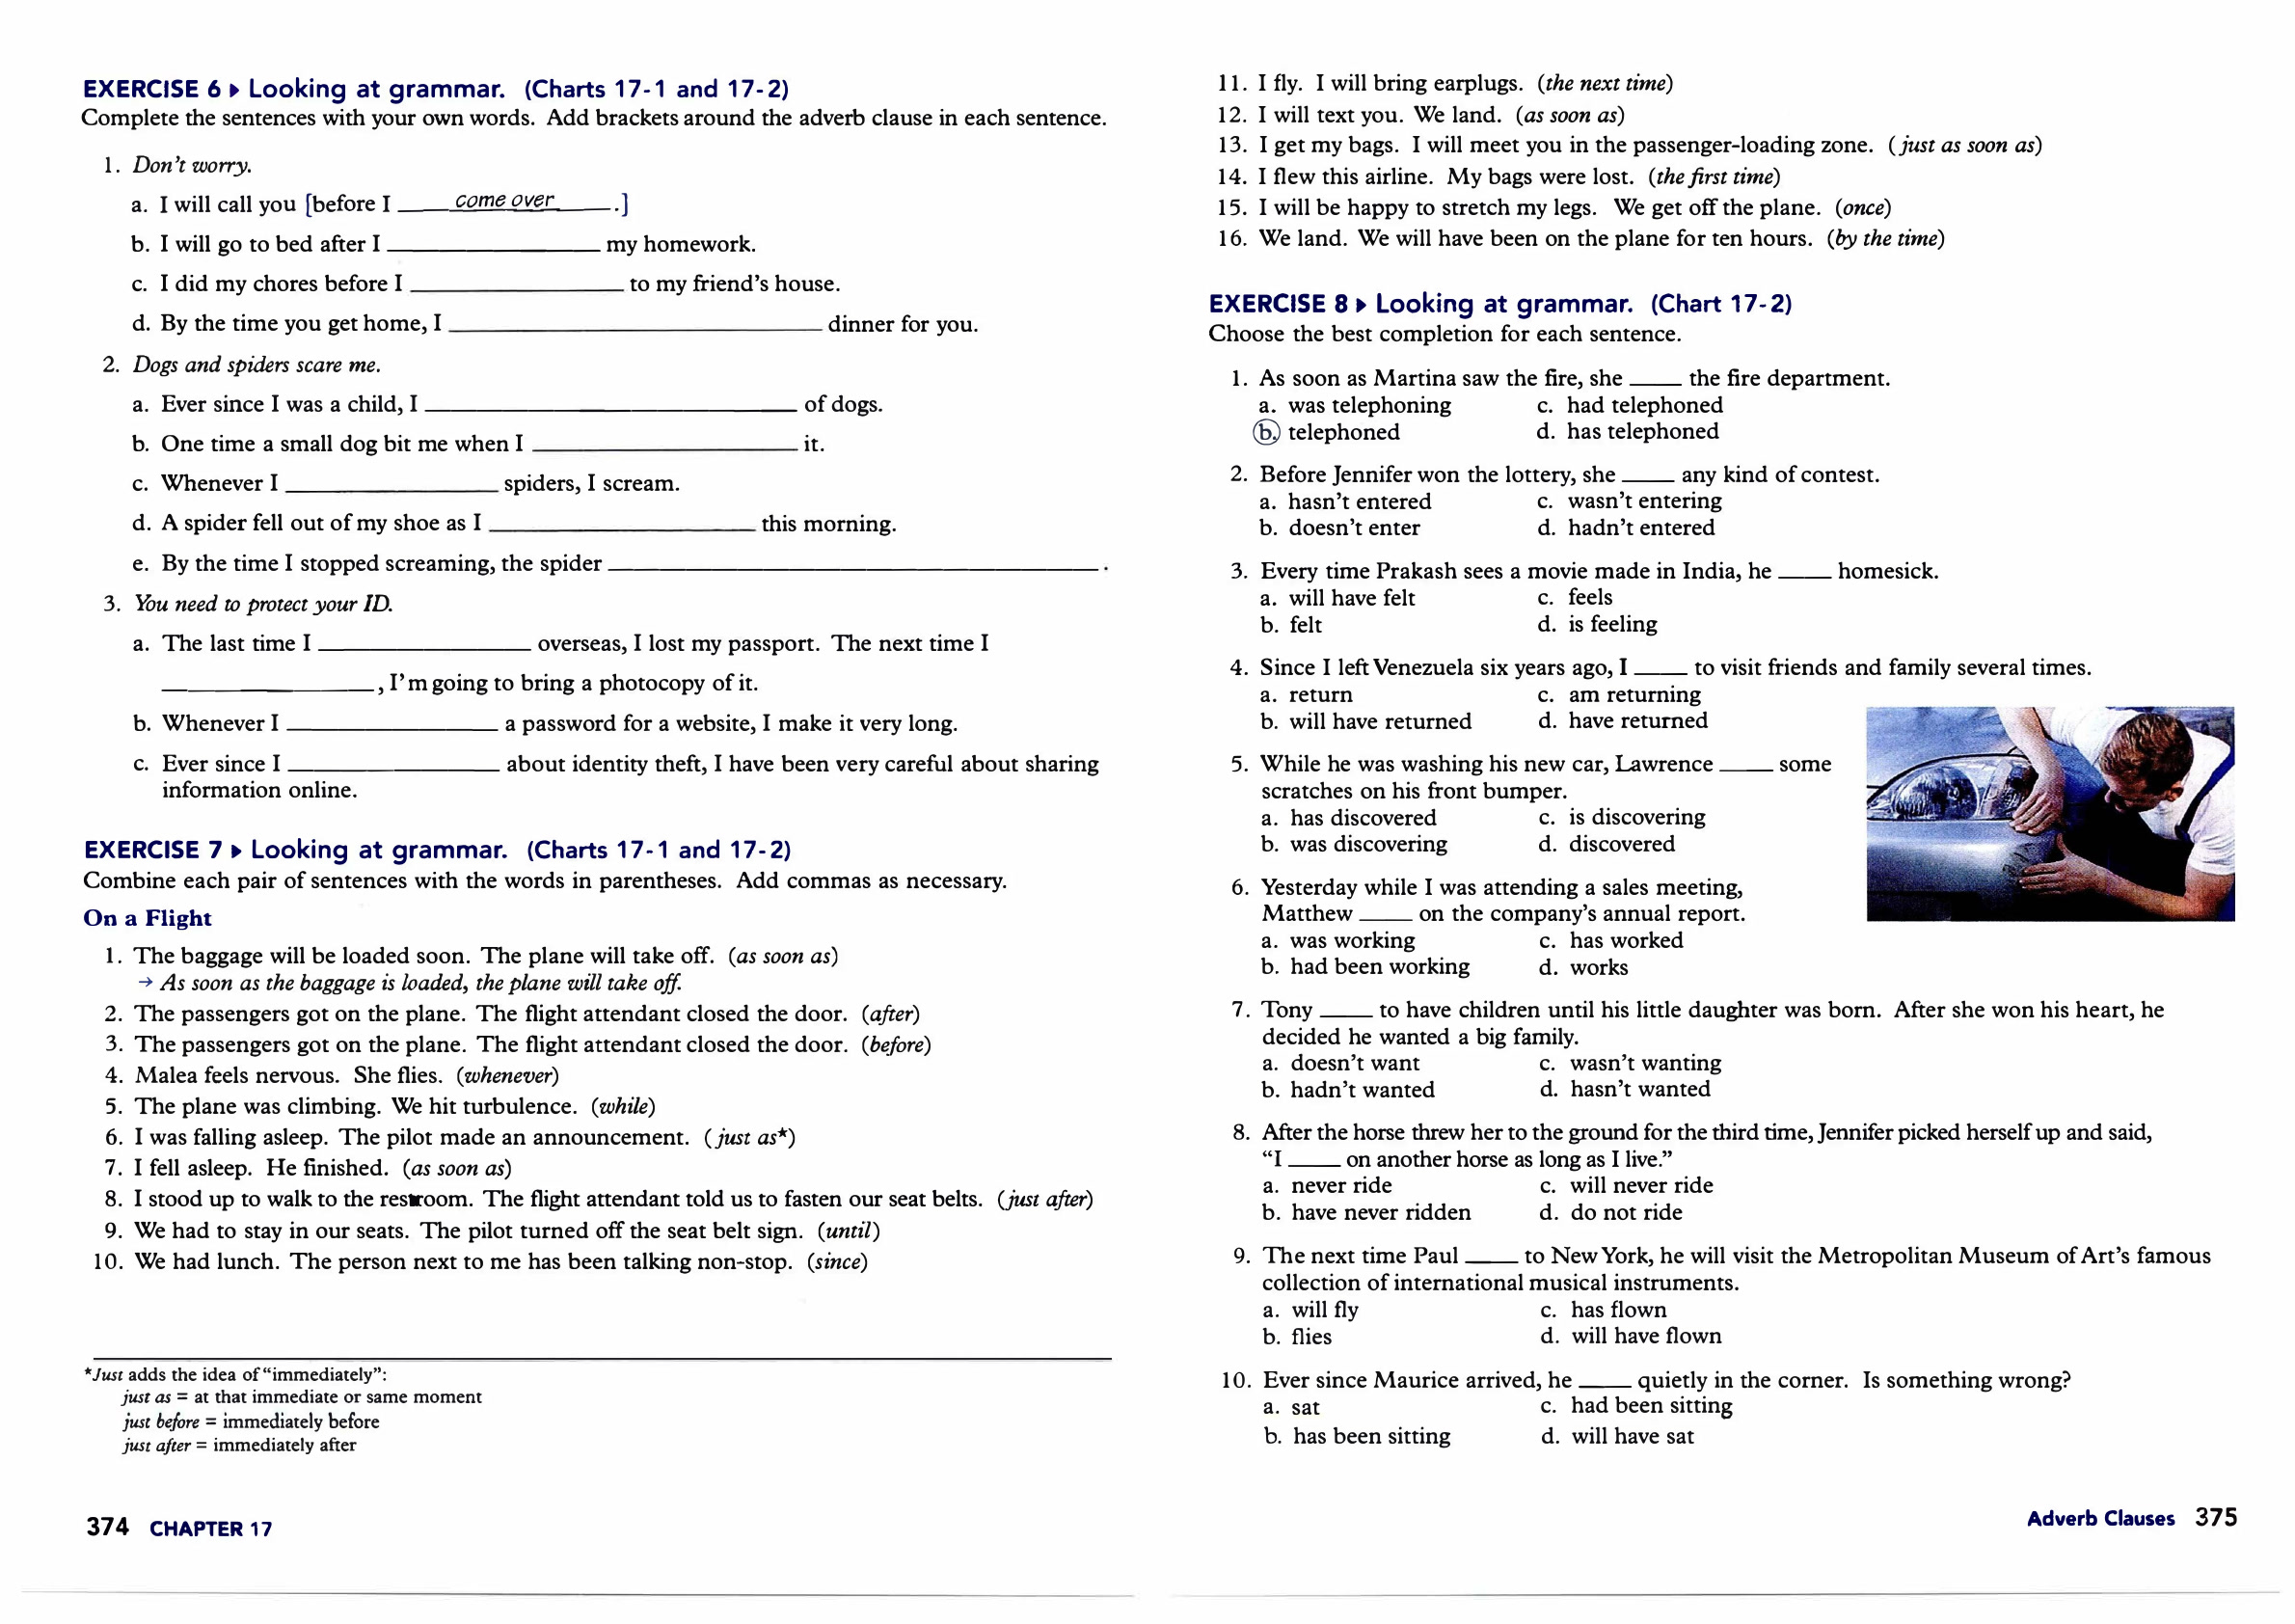 EXERCISE 6 ▸ Looking at grammar. (Charts 17-1 and 17-2)
Complete the sentences with your own words. Add brackets around the adverb clause in each sentence.
1. Don't worry.
a. I will call you [before I ____come over____.]
b. I will go to bed after I ____________ my homework.
c. I did my chores before I ____________ to my friend's house.
d. By the time you get home, I ____________ dinner for you.
2. Dogs and spiders scare me.
a. Ever since I was a child, I ____________ of dogs.
b. One time a small dog bit me when I ____________ it.
c. Whenever I ____________ spiders, I scream.
d. A spider fell out of my shoe as I ____________ this morning.
e. By the time I stopped screaming, the spider ____________.
3. You need to protect your ID.
a. The last time I ____________ overseas, I lost my passport. The next time I
____________, I'm going to bring a photocopy of it.
b. Whenever I ____________ a password for a website, I make it very long.
c. Ever since I ____________ about identity theft, I have been very careful about sharing
information online.
EXERCISE 7 ▸ Looking at grammar. (Charts 17-1 and 17-2)
Combine each pair of sentences with the words in parentheses. Add commas as necessary.
On a Flight
1. The baggage will be loaded soon. The plane will take off. (as soon as)
→ As soon as the baggage is loaded, the plane will take off.
2. The passengers got on the plane. The flight attendant closed the door. (after)
3. The passengers got on the plane. The flight attendant closed the door. (before)
4. Malea feels nervous. She flies. (whenever)
5. The plane was climbing. We hit turbulence. (while)
6. I was falling asleep. The pilot made an announcement. (just as*)
7. I fell asleep. He finished. (as soon as)
8. I stood up to walk to the restroom. The flight attendant told us to fasten our seat belts. (just after)
9. We had to stay in our seats. The pilot turned off the seat belt sign. (until)
10. We had lunch. The person next to me has been talking non-stop. (since)
*Just adds the idea of "immediately":
just as = at that immediate or same moment
just before = immediately before
just after = immediately after
374 CHAPTER 17
11. I fly. I will bring earplugs. (the next time)
12. I will text you. We land. (as soon as)
13. I get my bags. I will meet you in the passenger-loading zone. (just as soon as)
14. I flew this airline. My bags were lost. (the first time)
15. I will be happy to stretch my legs. We get off the plane. (once)
16. We land. We will have been on the plane for ten hours. (by the time)
EXERCISE 8 ▸ Looking at grammar. (Chart 17-2)
Choose the best completion for each sentence.
1. As soon as Martina saw the fire, she ____ the fire department.
a. was telephoning c. had telephoned
b. telephoned d. has telephoned
2. Before Jennifer won the lottery, she ____ any kind of contest.
a. hasn't entered c. wasn't entering
b. doesn't enter d. hadn't entered
3. Every time Prakash sees a movie made in India, he ____ homesick.
a. will have felt c. feels
b. felt d. is feeling
4. Since I left Venezuela six years ago, I ____ to visit friends and family several times.
a. return c. am returning
b. will have returned d. have returned
5. While he was washing his new car, Lawrence ____ some
scratches on his front bumper.
a. has discovered c. is discovering
b. was discovering d. discovered
6. Yesterday while I was attending a sales meeting,
Matthew ____ on the company's annual report.
a. was working c. has worked
b. had been working d. works
7. Tony ____ to have children until his little daughter was born. After she won his heart, he
decided he wanted a big family.
a. doesn't want c. wasn't wanting
b. hadn't wanted d. hasn't wanted
8. After the horse threw her to the ground for the third time, Jennifer picked herself up and said,
"I ____ on another horse as long as I live."
a. never ride c. will never ride
b. have never ridden d. do not ride
9. The next time Paul ____ to New York, he will visit the Metropolitan Museum of Art's famous
collection of international musical instruments.
a. will fly c. has flown
b. flies d. will have flown
10. Ever since Maurice arrived, he ____ quietly in the corner. Is something wrong?
a. sat c. had been sitting
b. has been sitting d. will have sat
Adverb Clauses 375